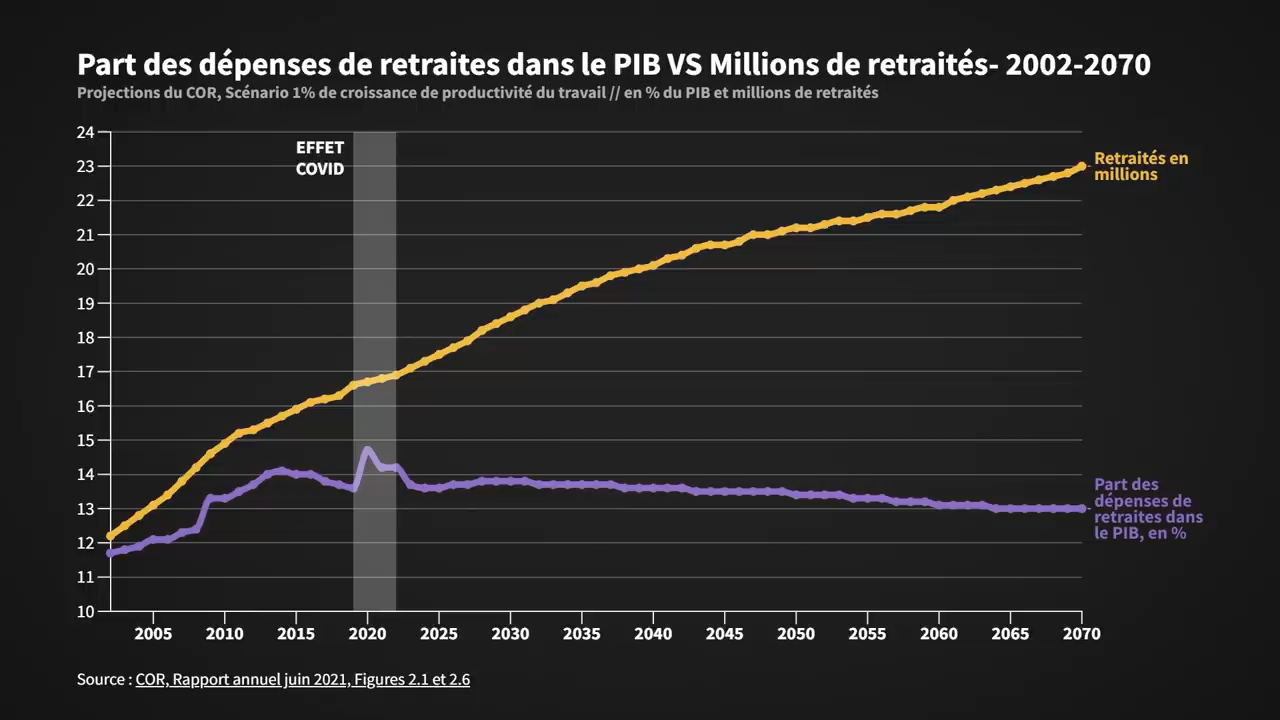 Part des dépenses de retraites dans le PIB VS Millions de retraités- 2002-2070
Projections du COR, Scénario 1% de croissance de productivité du travail // en % du PIB et millions de retraités
EFFET
COVID
24
23
22
21
20
19
18
17
16
15
14
13
12
11
10
Retraités en
millions
Part des
dépenses de
retraites dans
le PIB, en %
2005 2010 2015 2020 2025 2030 2035 2040 2045 2050 2055 2060 2065 2070
Source : COR, Rapport annuel juin 2021, Figures 2.1 et 2.6